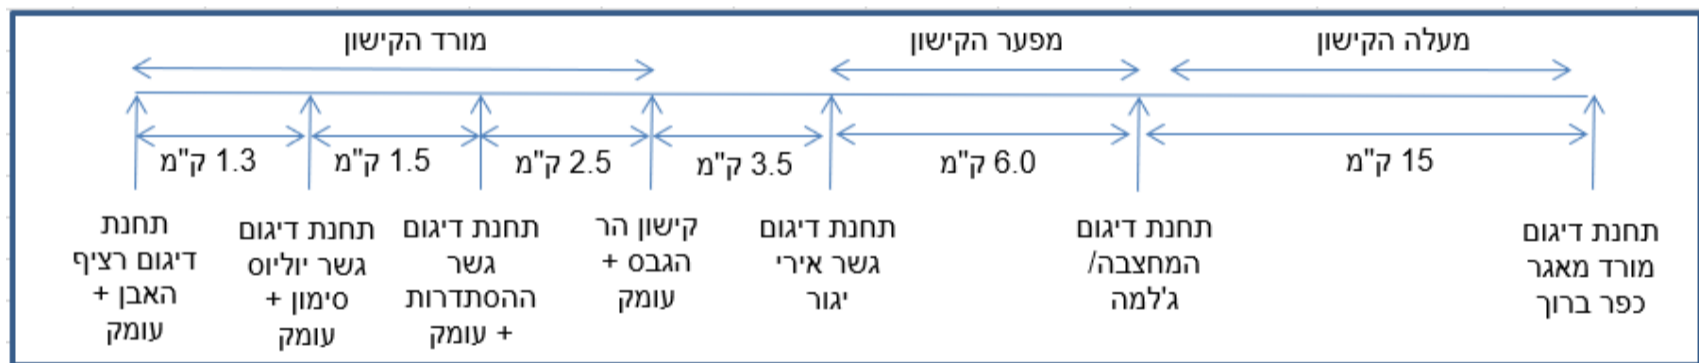 מעלה הקישון
מפער הקישון
מורד הקישון
15 ק"מ
6.0 ק"מ
3.5 ק"מ
2.5 ק"מ
1.5 ק"מ
1.3 ק"מ
תחנת דיגום
מורד מאגר
כפר ברוך
תחנת דיגום
המחצבה/
ג'למה
תחנת דיגום
גשר אירי
יגור
קישון הר
הגבס +
עומק
תחנת דיגום
גשר
ההסתדרות
+ עומק
תחנת דיגום
גשר יוליוס
סימון +
עומק
תחנת
דיגום רציף
האבן +
עומק